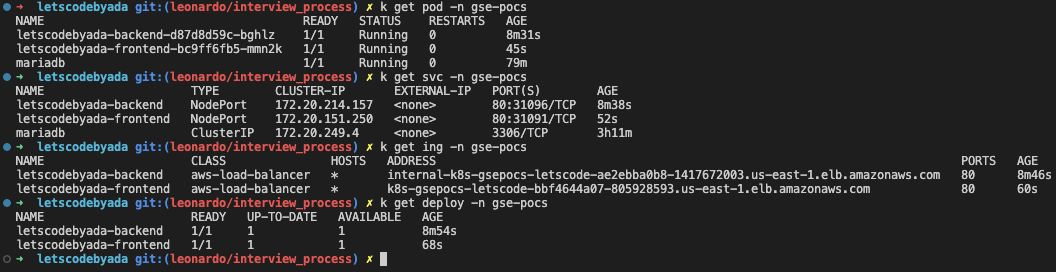 ➜ letscodebyada git:(leonardo/interview_process) ✗ k get pod -n gse-pocs
NAME READY STATUS RESTARTS AGE
letscodebyada-backend-d87d8d59c-bghlz 1/1 Running 0 8m31s
letscodebyada-frontend-bc9ff6fb5-mmn2k 1/1 Running 0 45s
mariadb 1/1 Running 0 79m
➜ letscodebyada git:(leonardo/interview_process) ✗ k get svc -n gse-pocs
NAME TYPE CLUSTER-IP EXTERNAL-IP PORT(S) AGE
letscodebyada-backend NodePort 172.20.214.157 <none> 80:31096/TCP 8m38s
letscodebyada-frontend NodePort 172.20.151.250 <none> 80:31091/TCP 52s
mariadb ClusterIP 172.20.249.4 <none> 3306/TCP 3h11m
➜ letscodebyada git:(leonardo/interview_process) ✗ k get ing -n gse-pocs
NAME CLASS HOSTS ADDRESS PORTS AGE
letscodebyada-backend aws-load-balancer * internal-k8s-gsepocs-letscode-ae2ebba0b8-1417672003.us-east-1.elb.amazonaws.com 80 8m46s
letscodebyada-frontend aws-load-balancer * k8s-gsepocs-letscode-bbf4644a07-805928593.us-east-1.elb.amazonaws.com 80 60s
➜ letscodebyada git:(leonardo/interview_process) ✗ k get deploy -n gse-pocs
NAME READY UP-TO-DATE AVAILABLE AGE
letscodebyada-backend 1/1 1 1 8m54s
letscodebyada-frontend 1/1 1 1 68s
➜ letscodebyada git:(leonardo/interview_process) ✗